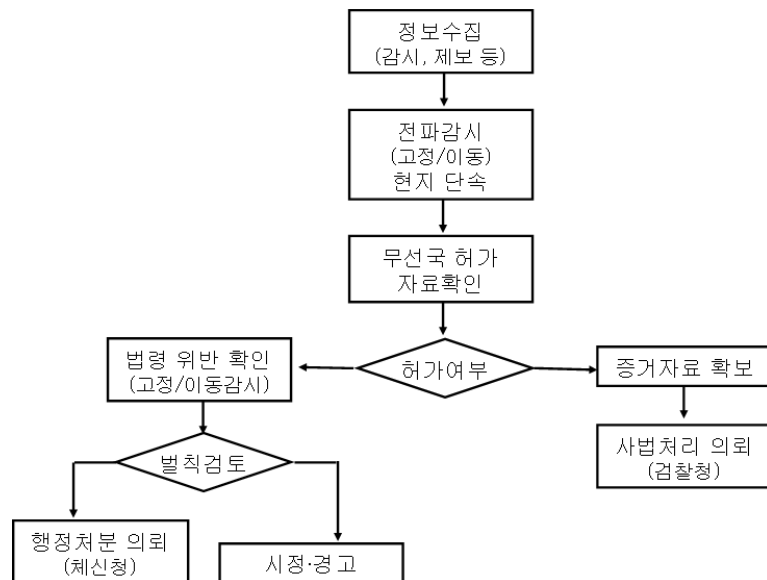 정보수집
(감시, 제보 등)
전파감시
(고정/이동)
현지 단속
무선국 허가
자료확인
법령 위반 확인
(고정/이동감시)
허가여부
증거자료 확보
벌칙검토
사법처리 의뢰
(검찰청)
행정처분 의뢰
(체신청)
시정·경고